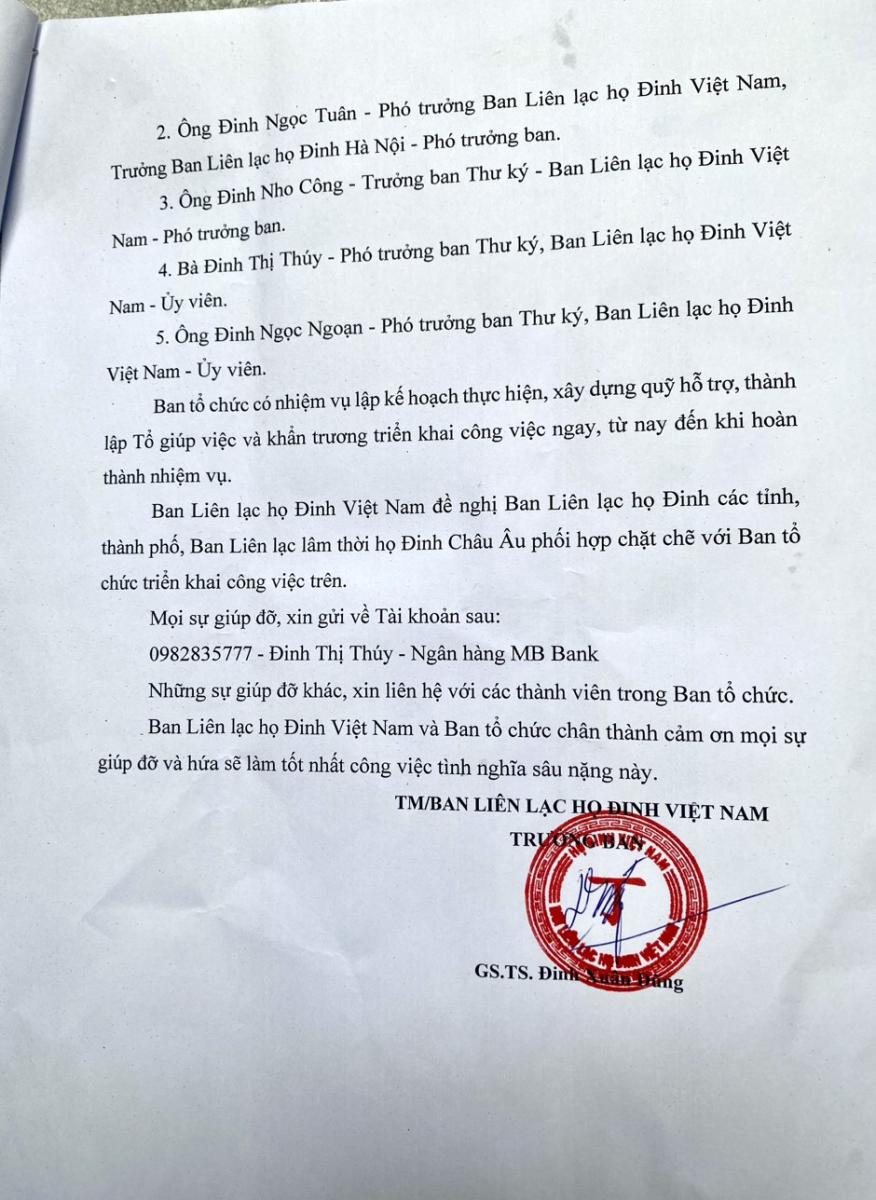 2. Ông Đinh Ngọc Tuân - Phó trưởng Ban Liên lạc họ Đinh Việt Nam,
Trưởng Ban Liên lạc họ Đinh Hà Nội - Phó trưởng ban.
3. Ông Đinh Nho Công - Trưởng ban Thư ký - Ban Liên lạc họ Đinh Việt
Nam - Phó trưởng ban.
4. Bà Đinh Thị Thúy - Phó trưởng ban Thư ký, Ban Liên lạc họ Đinh Việt
Nam - Ủy viên.
5. Ông Đinh Ngọc Ngoạn - Phó trưởng ban Thư ký, Ban Liên lạc họ Đinh
Việt Nam - Ủy viên.
Ban tổ chức có nhiệm vụ lập kế hoạch thực hiện, xây dựng quỹ hỗ trợ, thành
lập Tổ giúp việc và khẩn trương triển khai công việc ngay, từ nay đến khi hoàn
thành nhiệm vụ.
Ban Liên lạc họ Đinh Việt Nam đề nghị Ban Liên lạc họ Đinh các tỉnh,
thành phố, Ban Liên lạc lâm thời họ Đinh Châu Âu phối hợp chặt chẽ với Ban tổ
chức triển khai công việc trên.
Mọi sự giúp đỡ, xin gửi về Tài khoản sau:
0982835777 - Đinh Thị Thúy - Ngân hàng MB Bank
Những sự giúp đỡ khác, xin liên hệ với các thành viên trong Ban tổ chức.
Ban Liên lạc họ Đinh Việt Nam và Ban tổ chức chân thành cảm ơn mọi sự
giúp đỡ và hứa sẽ làm tốt nhất công việc tình nghĩa sâu nặng này.
TM/BAN LIÊN LẠC HỌ ĐINH VIỆT NAM
TRƯỞNG BAN
HỌ ĐINH VIỆT NAM
BAN LIÊN LẠC HỌ ĐINH VIỆT NAM
GS.TS. Đinh Xuân Dũng